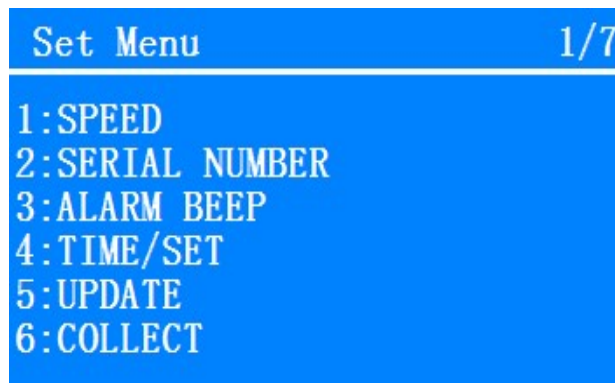 Set Menu 1/7
1:SPEED
2:SERIAL NUMBER
3:ALARM BEEP
4:TIME/SET
5:UPDATE
6:COLLECT